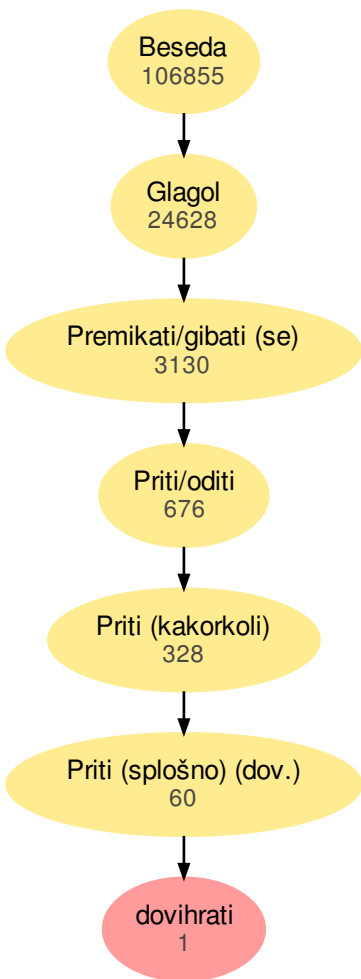 Beseda
106855
Glagol
24628
Premikati/gibati (se)
3130
Priti/oditi
676
Priti (kakorkoli)
328
Priti (splošno) (dov.)
60
dovihrati
1